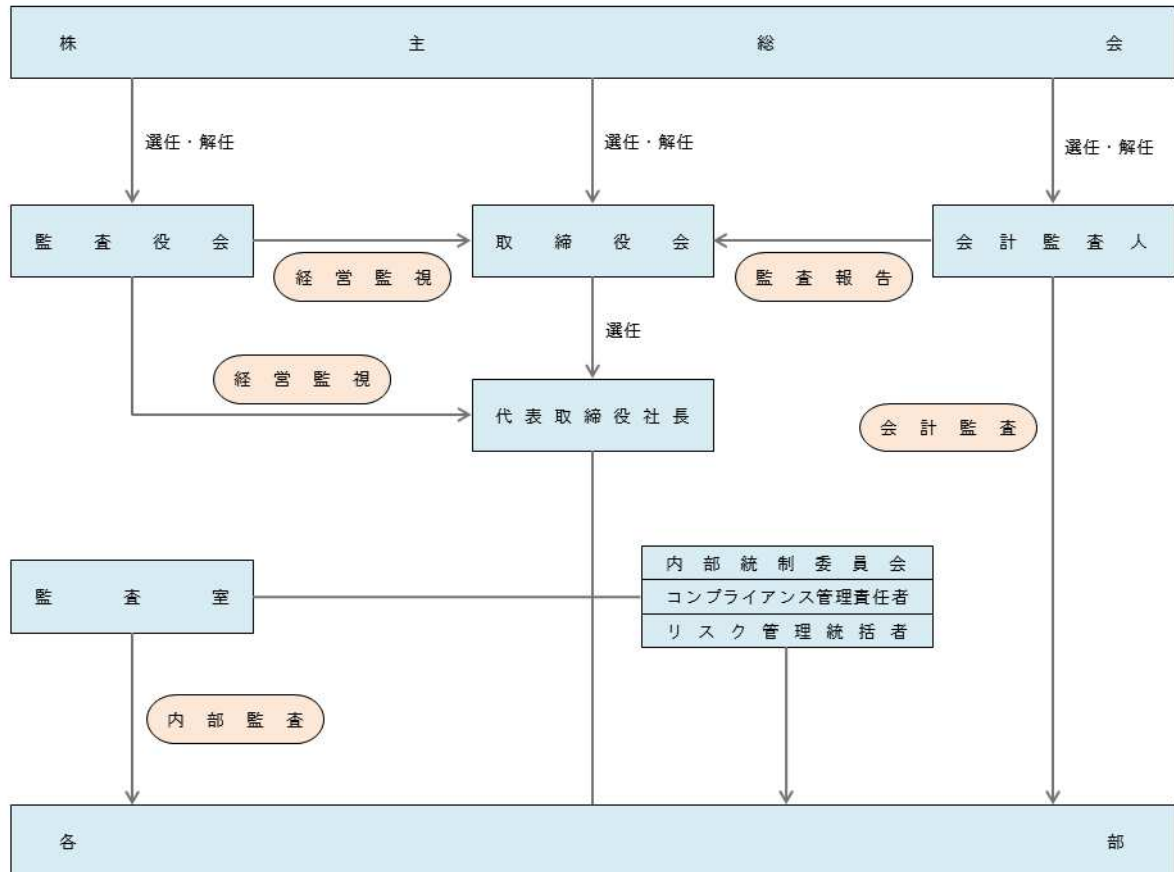 株主総会
選任・解任
選任・解任
選任・解任
監査役会
取締役会
会計監査人
経営監視
監査報告
選任
経営監視
代表取締役社長
会計監査
内部統制委員会
監査室
コンプライアンス管理責任者
リスク管理統括者
内部監査
各部